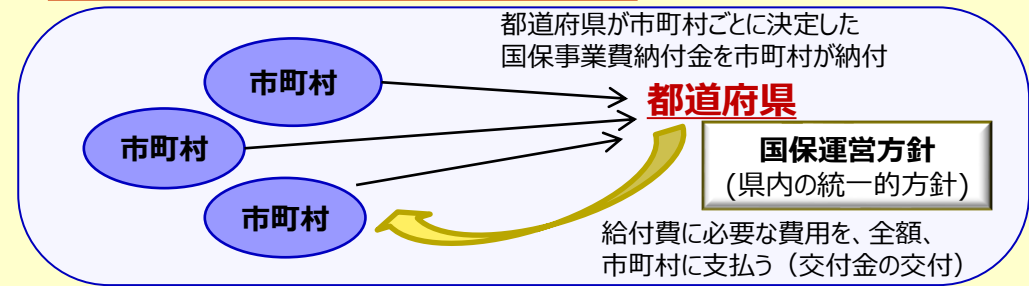 都道府県が市町村ごとに決定した
国保事業費納付金を市町村が納付
市町村
都道府県
市町村
国保運営方針
(県内の統一的方針)
市町村
給付費に必要な費用を、全額、
市町村に支払う（交付金の交付）